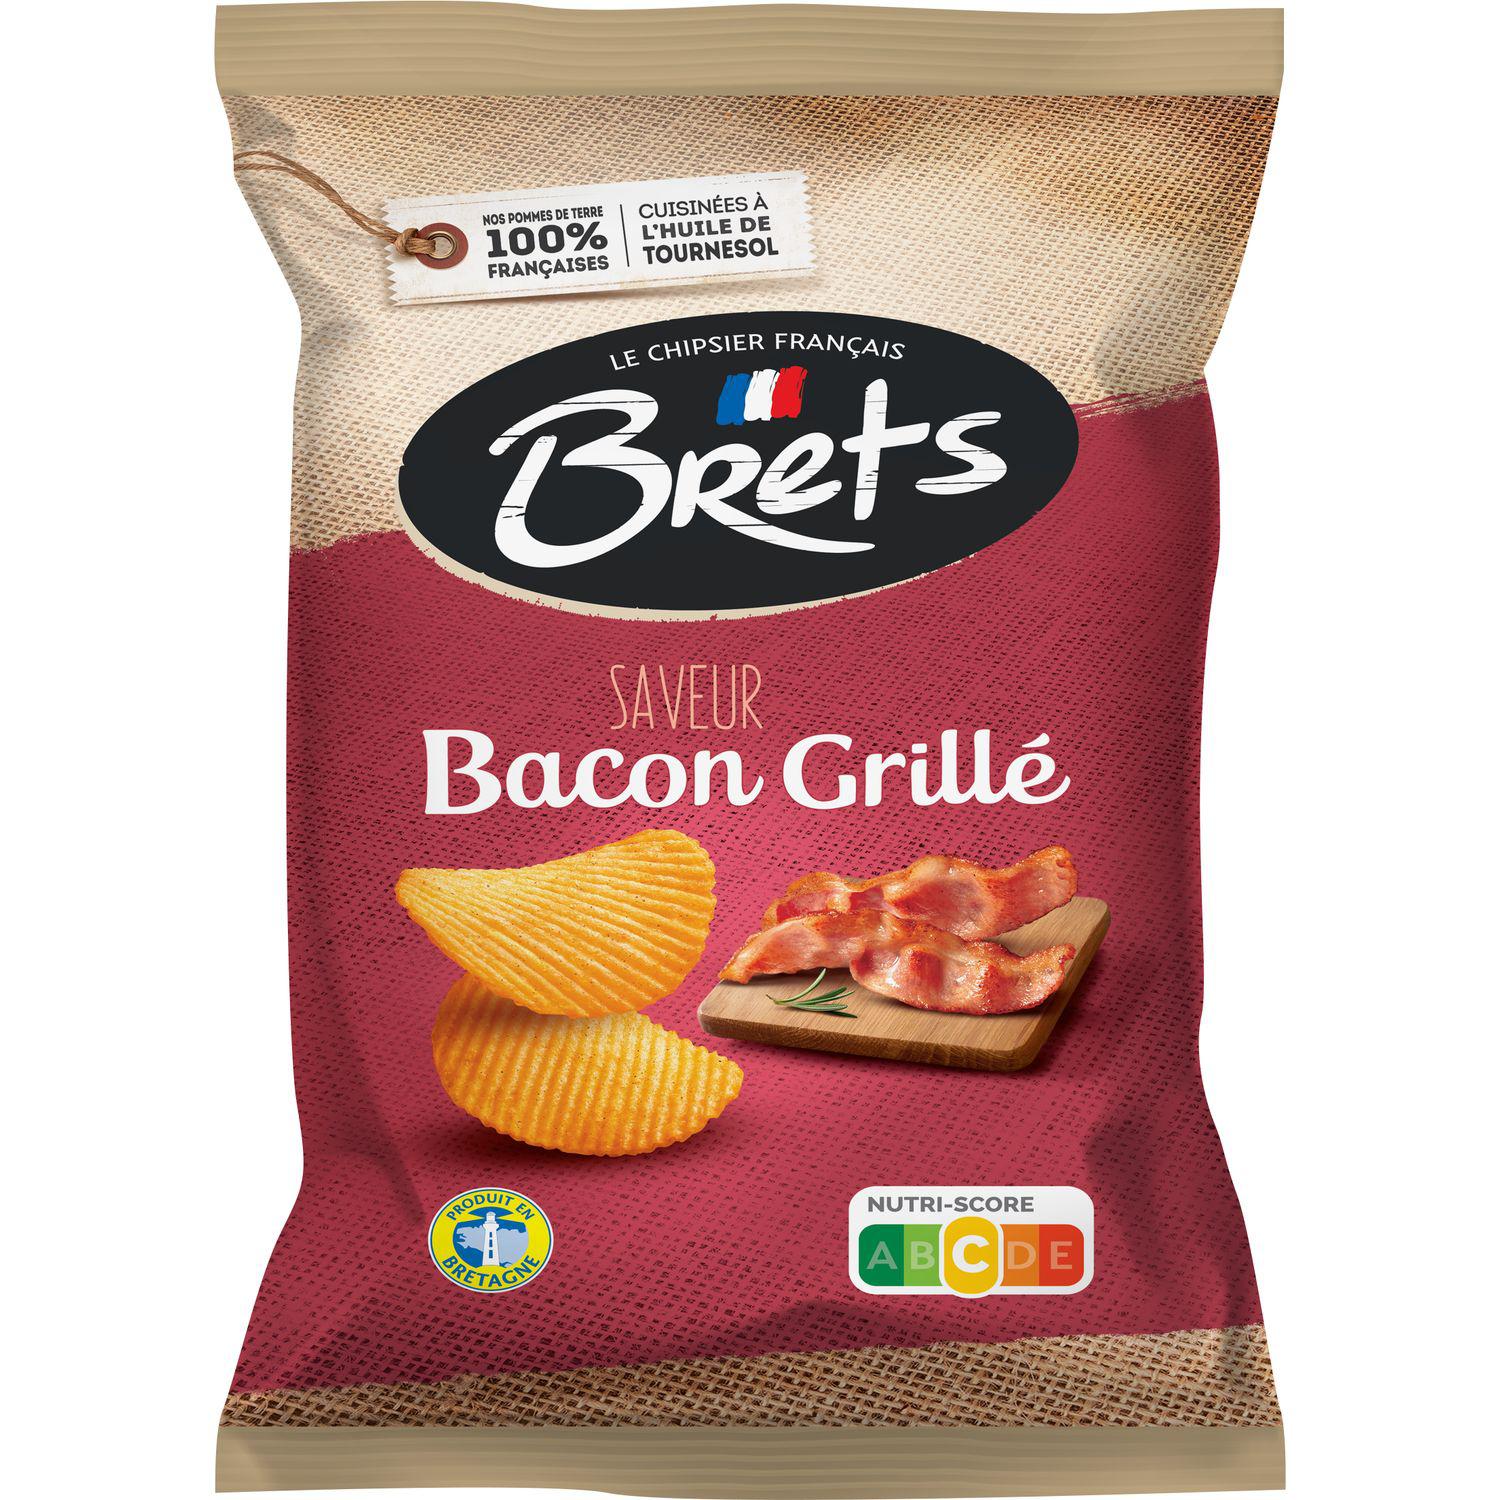 NOS POMMES DE TERRE
100%
FRANÇAISES
CUISINÉES À
L'HUILE DE
TOURNESOL
LE CHIPSIER FRANÇAIS
Brets
SAVEUR
Bacon Grillé
PRODUIT EN
BRETAGNE
NUTRI-SCORE
A B C D E